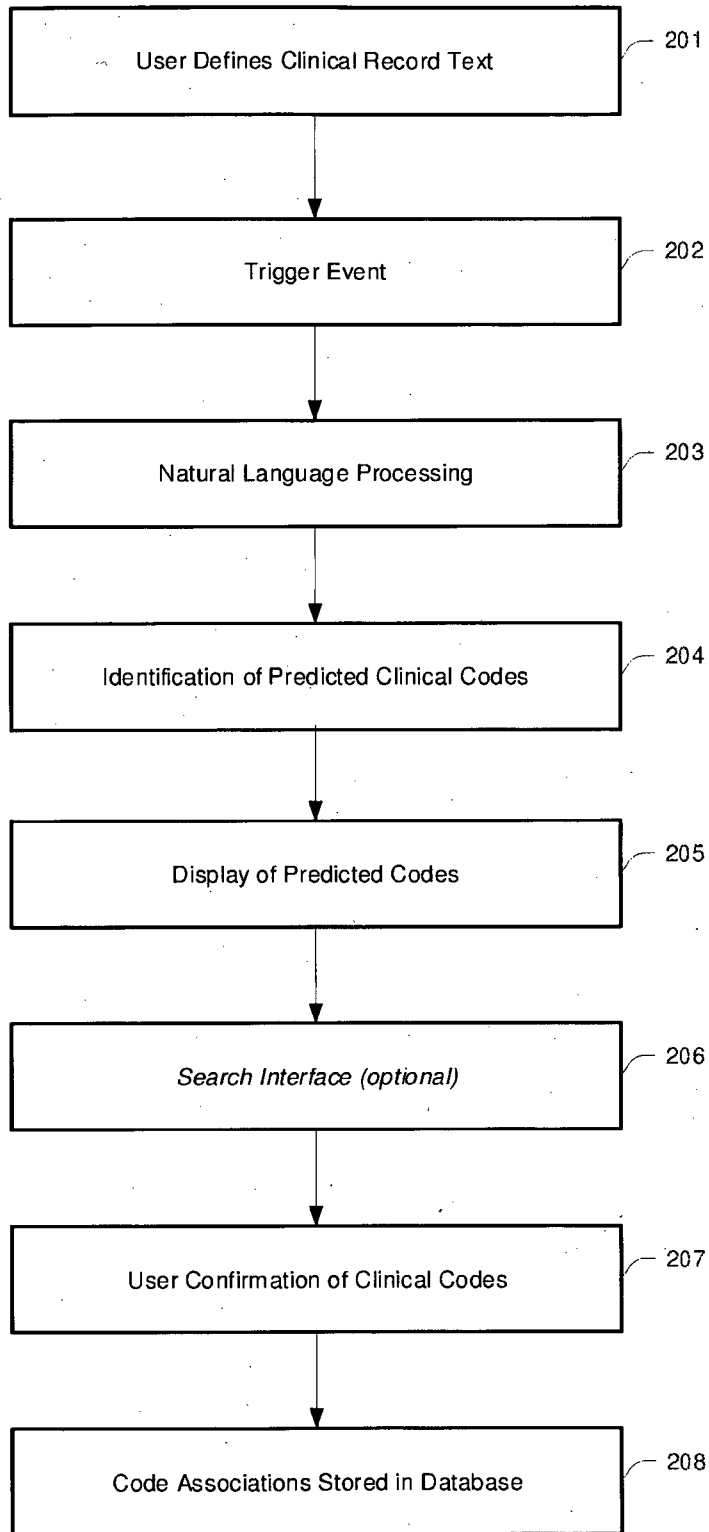 User Defines Clinical Record Text
201
Trigger Event
202
Natural Language Processing
203
Identification of Predicted Clinical Codes
204
Display of Predicted Codes
205
Search Interface (optional)
206
User Confirmation of Clinical Codes
207
Code Associations Stored in Database
208